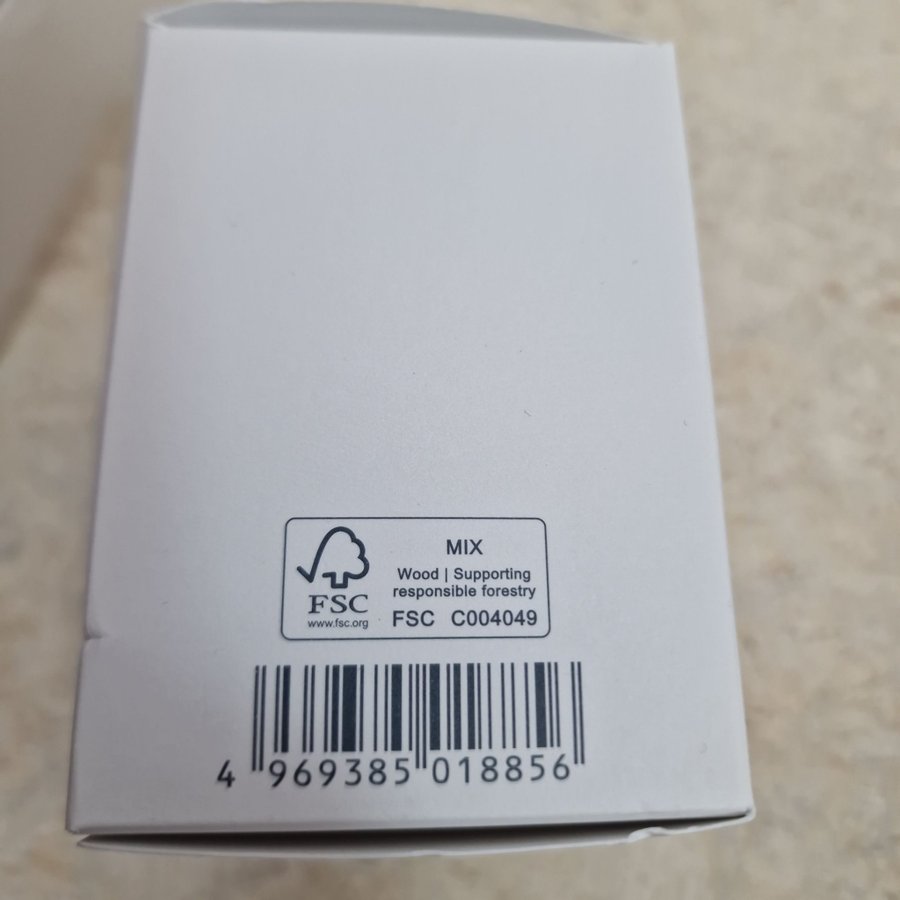 MIX
Wood | Supporting
responsible forestry
FSC
www.fsc.org
FSC C004049
4 969385 018856